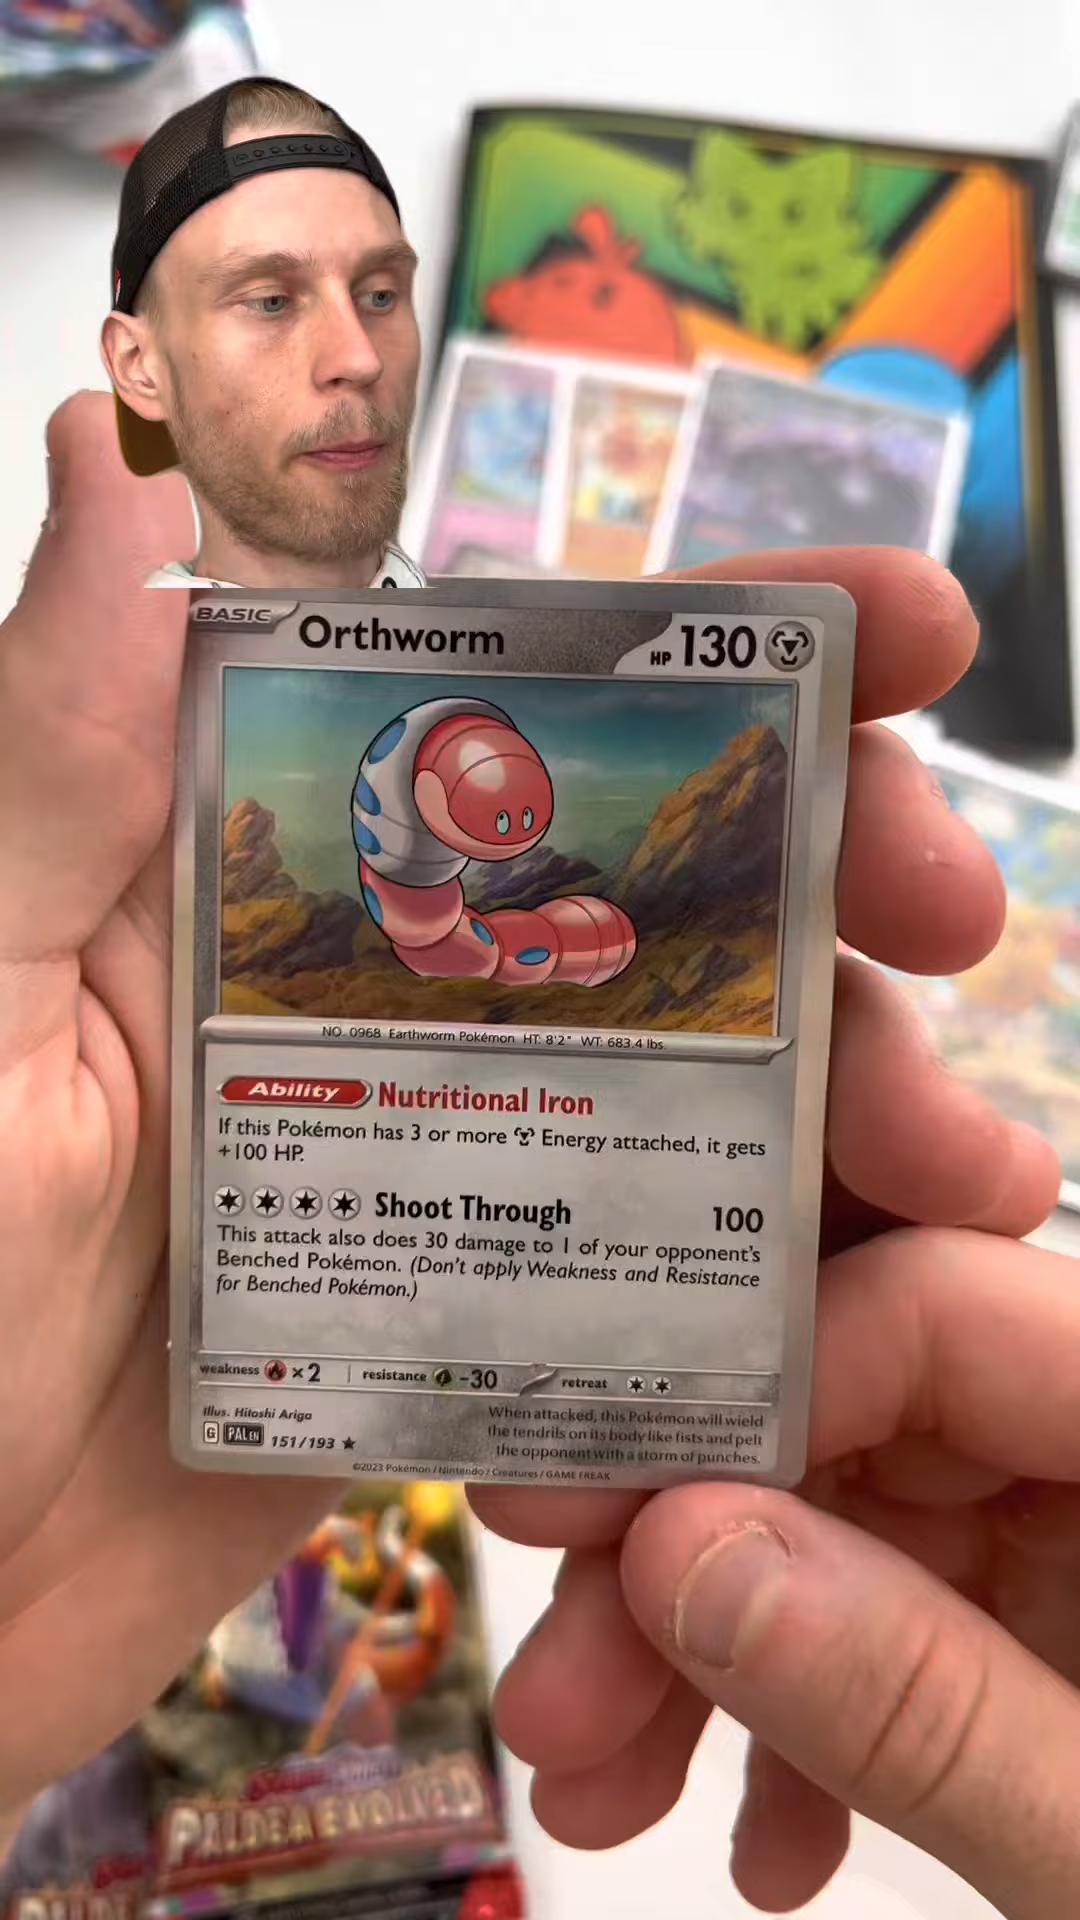 BASIC
Orthworm
HP 130
NO. 0968 Earthworm Pokémon HT: 8'2" WT: 683.4 lbs.
Ability Nutritional Iron
If this Pokémon has 3 or more Energy attached, it gets
+100 HP.
Shoot Through 100
This attack also does 30 damage to 1 of your opponent's
Benched Pokémon. (Don't apply Weakness and Resistance
for Benched Pokémon.)
weakness ×2 resistance -30 retreat
Illus. Hitoshi Ariga
When attacked, this Pokémon will wield
the tendrils on its body like fists and pelt
the opponent with a storm of punches.
G PAL EN 151/193 ★
©2023 Pokémon / Nintendo / Creatures / GAME FREAK
PALDEA EVOLVED